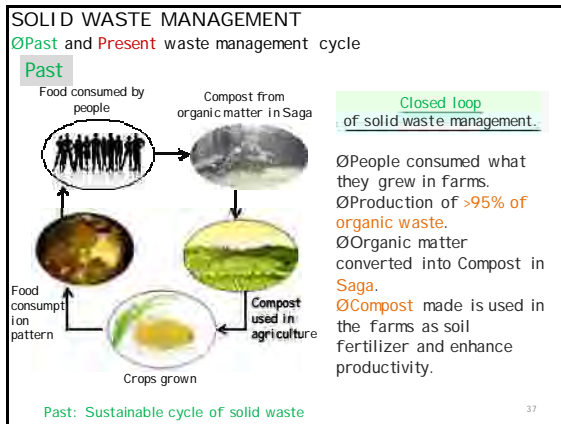 SOLID WASTE MANAGEMENT
ØPast and Present waste management cycle
Past
Food consumed by
people
Compost from
organic matter in Saga
Food
consumpt
ion
pattern
Compost
used in
agriculture
Crops grown
Past: Sustainable cycle of solid waste
Closed loop
of solid waste management.
ØPeople consumed what
they grew in farms.
ØProduction of >95% of
organic waste.
ØOrganic matter
converted into Compost in
Saga.
ØCompost made is used in
the farms as soil
fertilizer and enhance
productivity.
37